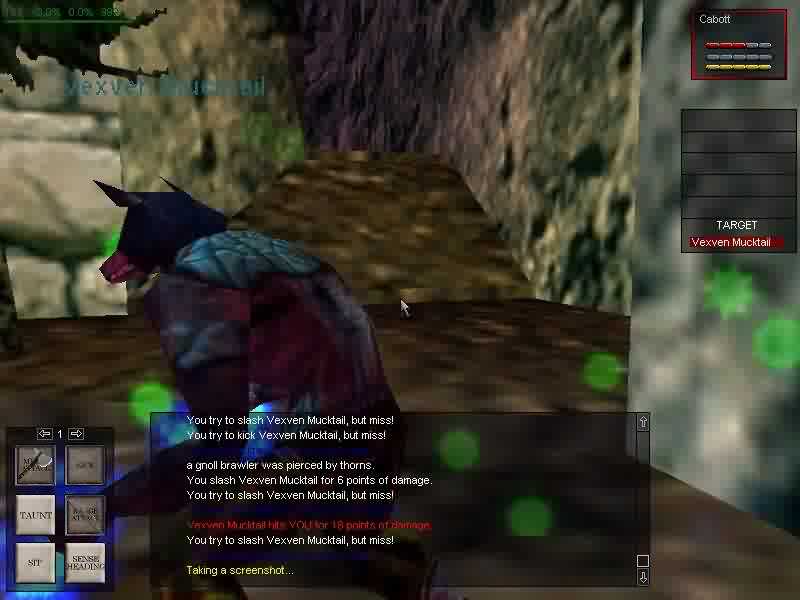 Cabott
Vexven Mucktail
TARGET
Vexven Mucktail
You try to slash Vexven Mucktail, but miss!
You try to kick Vexven Mucktail, but miss!
a gnoll brawler was pierced by thorns.
You slash Vexven Mucktail for 6 points of damage.
You try to slash Vexven Mucktail, but miss!
Vexven Mucktail hits YOU for 18 points of damage.
You try to slash Vexven Mucktail, but miss!
Taking a screenshot...
1
KICK
TAUNT
SIT
SENSE
HEADING